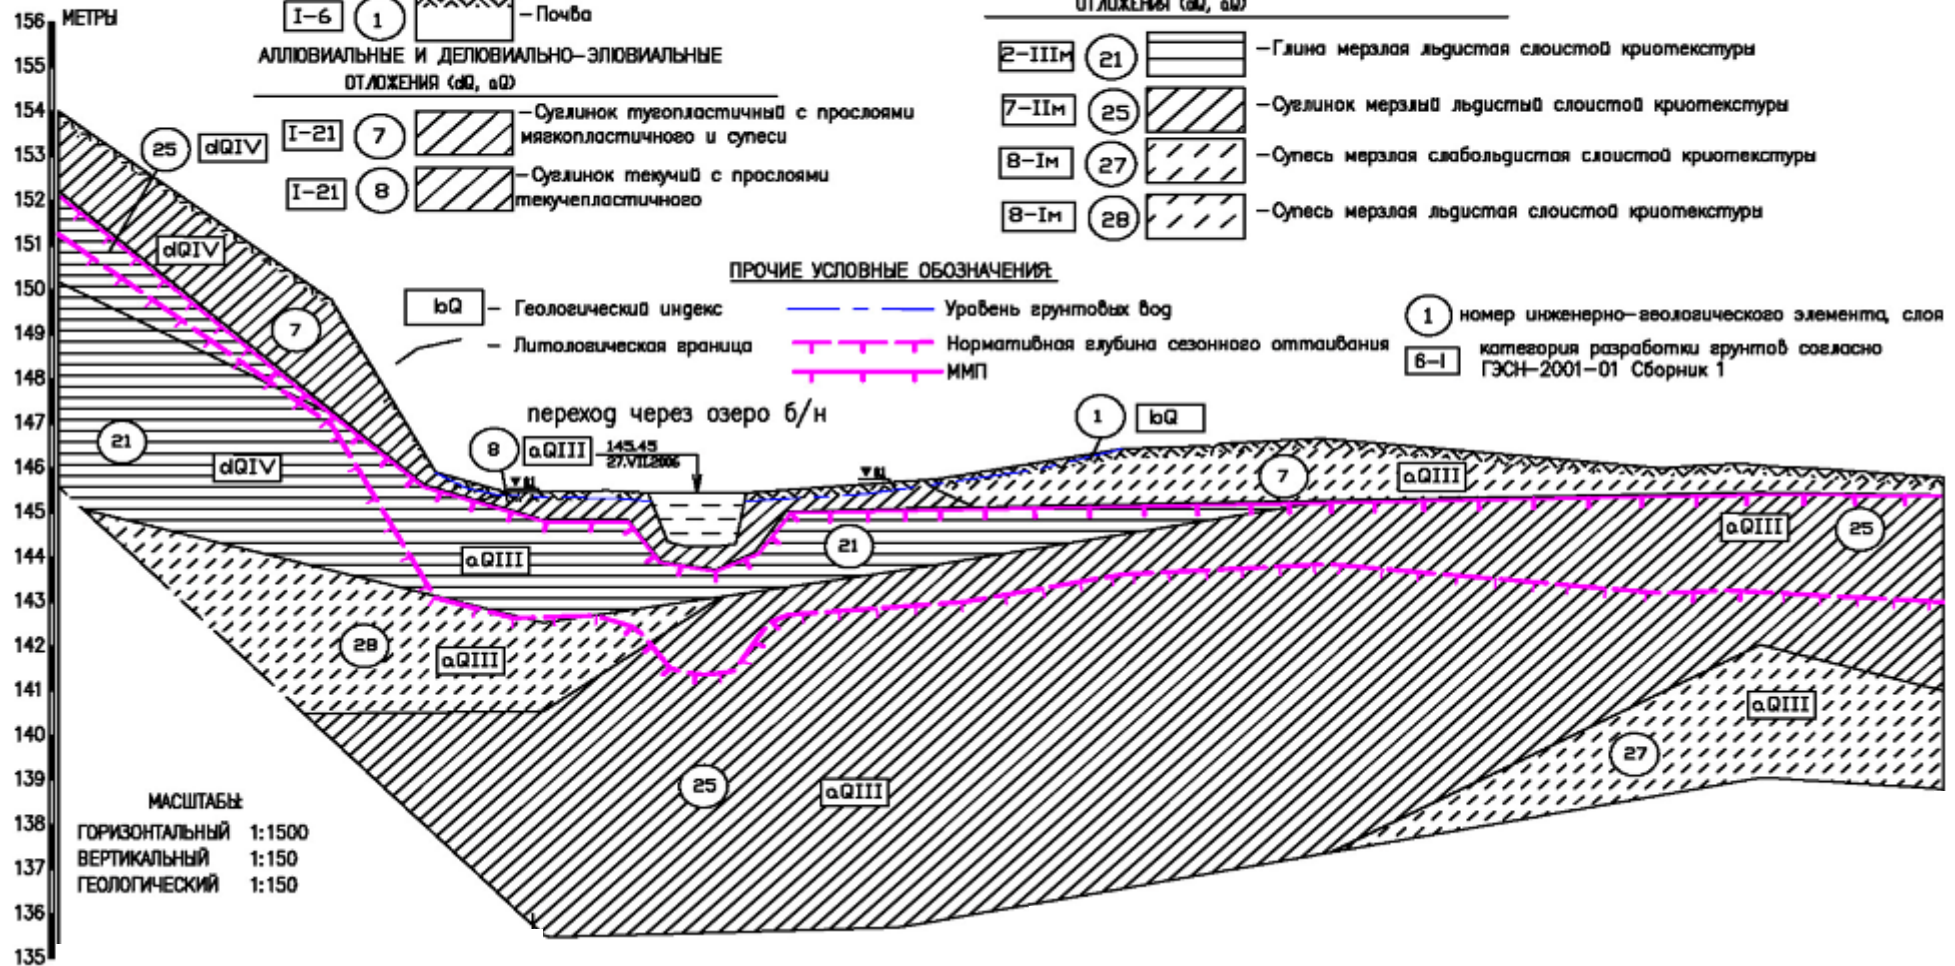 156 МЕТРЫ
155
154
153
152
151
150
149
148
147
146
145
144
143
142
141
140
139
138
137
136
135
I-6 1 –Почва
АЛЛЮВИАЛЬНЫЕ И ДЕЛЮВИАЛЬНО–ЭЛЮВИАЛЬНЫЕ
ОТЛОЖЕНИЯ (dQ, aQ)
I-21 7 –Суглинок тугопластичный с прослоями
мягкопластичного и супеси
I-21 8 –Суглинок текучий с прослоями
текучепластичного
ОТЛОЖЕНИЯ (dQ, aQ)
2-IIIм 21 –Глина мерзлая льдистая слоистой криотекстуры
7-IIм 25 –Суглинок мерзлый льдистый слоистой криотекстуры
8-Iм 27 –Супесь мерзлая слабольдистая слоистой криотекстуры
8-Iм 28 –Супесь мерзлая льдистая слоистой криотекстуры
ПРОЧИЕ УСЛОВНЫЕ ОБОЗНАЧЕНИЯ:
bQ – Геологический индекс
– Литологическая граница
Уровень грунтовых вод
Нормативная глубина сезонного оттаивания
ММП
1 номер инженерно–геологического элемента, слоя
6-I категория разработки грунтов согласно
ГЭСН–2001–01 Сборник 1
25 dQIV
dQIV
7
21
dQIV
переход через озеро б/н
8 aQIII 145.45
27.VII.2006
1 bQ
7 aQIII
aQIII 25
aQIII
21
28 aQIII
25 aQIII
aQIII
27
МАСШТАБЫ:
ГОРИЗОНТАЛЬНЫЙ 1:1500
ВЕРТИКАЛЬНЫЙ 1:150
ГЕОЛОГИЧЕСКИЙ 1:150